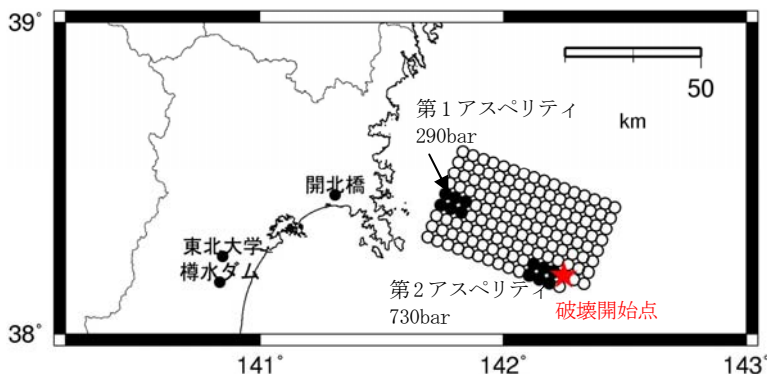 39°
50
km
第1アスペリティ
290bar
開北橋
東北大学
樽水ダム
第2アスペリティ
730bar
破壊開始点
38°
141°
142°
143°